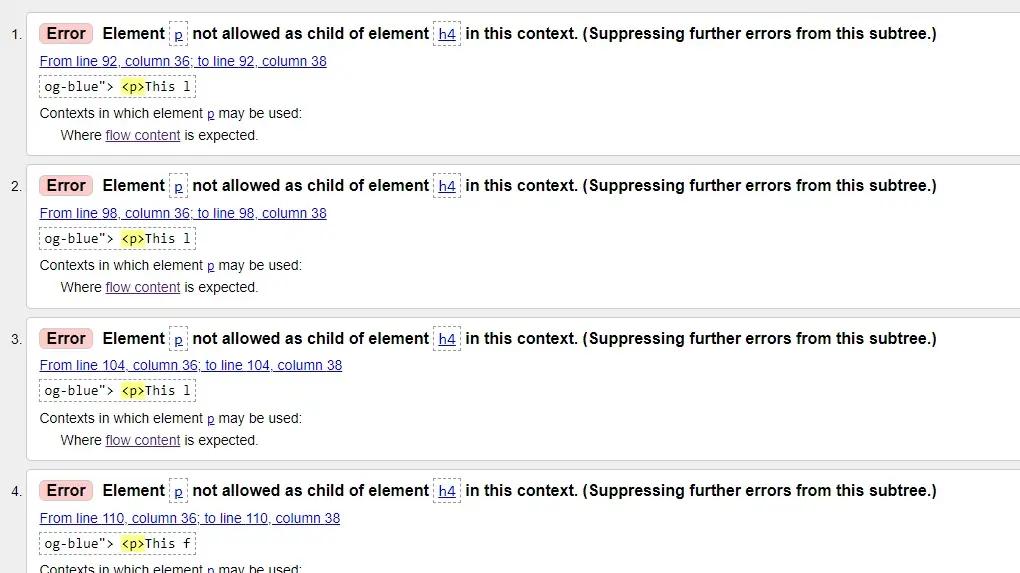 1. Error Element p not allowed as child of element h4 in this context. (Suppressing further errors from this subtree.)
From line 92, column 36; to line 92, column 38
og-blue"> <p>This l
Contexts in which element p may be used:
Where flow content is expected.
2. Error Element p not allowed as child of element h4 in this context. (Suppressing further errors from this subtree.)
From line 98, column 36; to line 98, column 38
og-blue"> <p>This l
Contexts in which element p may be used:
Where flow content is expected.
3. Error Element p not allowed as child of element h4 in this context. (Suppressing further errors from this subtree.)
From line 104, column 36; to line 104, column 38
og-blue"> <p>This l
Contexts in which element p may be used:
Where flow content is expected.
4. Error Element p not allowed as child of element h4 in this context. (Suppressing further errors from this subtree.)
From line 110, column 36; to line 110, column 38
og-blue"> <p>This f
Contexts in which element p may be used: